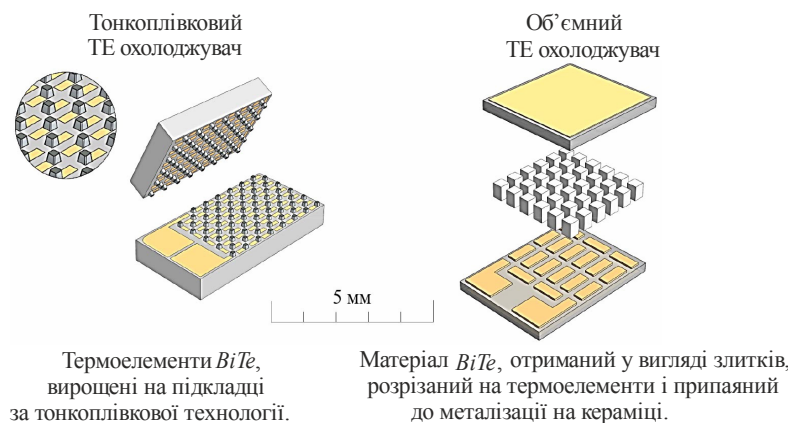 Тонкоплівковий
ТЕ охолоджувач
Об’ємний
ТЕ охолоджувач
5 мм
Термоелементи BiTe,
вирощені на підкладці
за тонкоплівкової технології.
Матеріал BiTe, отриманий у вигляді злитків,
розрізаний на термоелементи і припаяний
до металізації на кераміці.